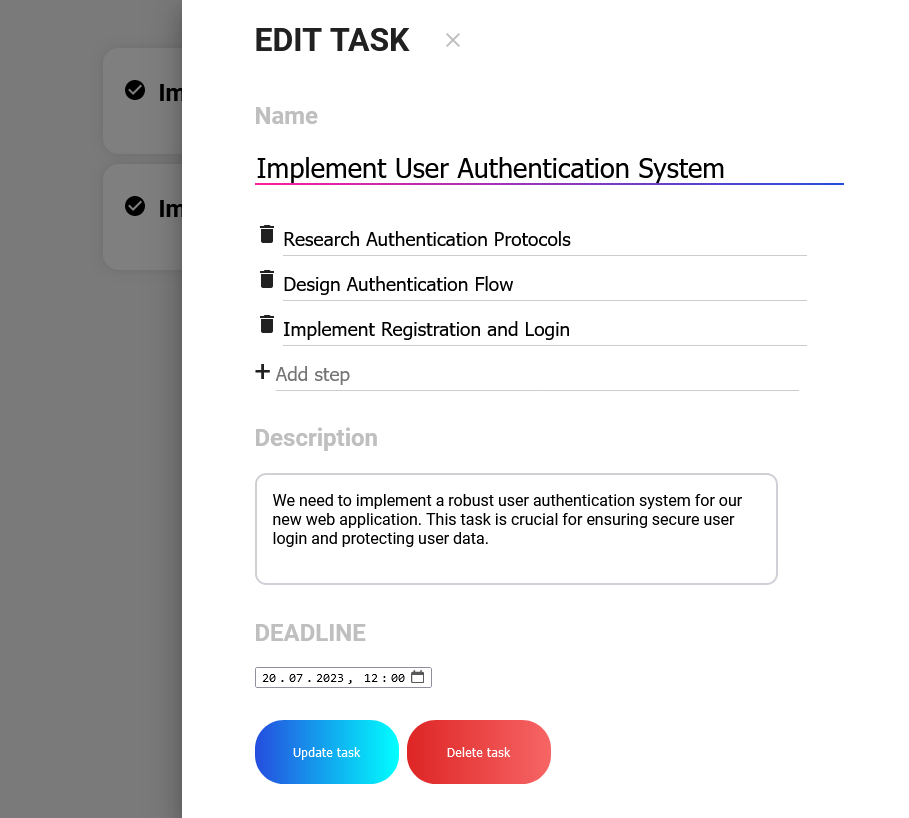 EDIT TASK
Im
Im
Name
Implement User Authentication System
Research Authentication Protocols
Design Authentication Flow
Implement Registration and Login
+ Add step
Description
We need to implement a robust user authentication system for our
new web application. This task is crucial for ensuring secure user
login and protecting user data.
DEADLINE
20.07.2023, 12:00
Update task
Delete task